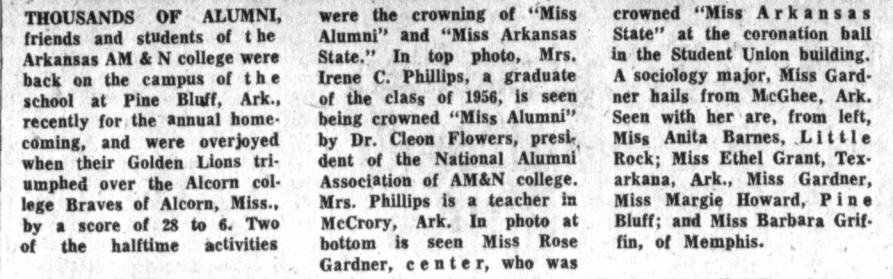 THOUSANDS OF ALUMNI,
friends and students of the
Arkansas AM & N college were
back on the campus of the
school at Pine Bluff, Ark.,
recently for the annual home-
coming, and were overjoyed
when their Golden Lions tri-
umphed over the Alcorn col-
lege Braves of Alcorn, Miss.,
by a score of 28 to 6. Two
of the halftime activities
were the crowning of "Miss
Alumni" and "Miss Arkansas
State." In top photo, Mrs.
Irene C. Phillips, a graduate
of the class of 1956, is seen
being crowned "Miss Alumni"
by Dr. Cleon Flowers, presi-
dent of the National Alumni
Association of AM&N college.
Mrs. Phillips is a teacher in
McCrory, Ark. In photo at
bottom is seen Miss Rose
Gardner, center, who was
crowned "Miss Arkansas
State" at the coronation ball
in the Student Union building.
A sociology major, Miss Gard-
ner hails from McGhee, Ark.
Seen with her are, from left,
Miss Anita Barnes, Little
Rock; Miss Ethel Grant, Tex-
arkana, Ark., Miss Gardner,
Miss Margie Howard, Pine
Bluff; and Miss Barbara Grif-
fin, of Memphis.